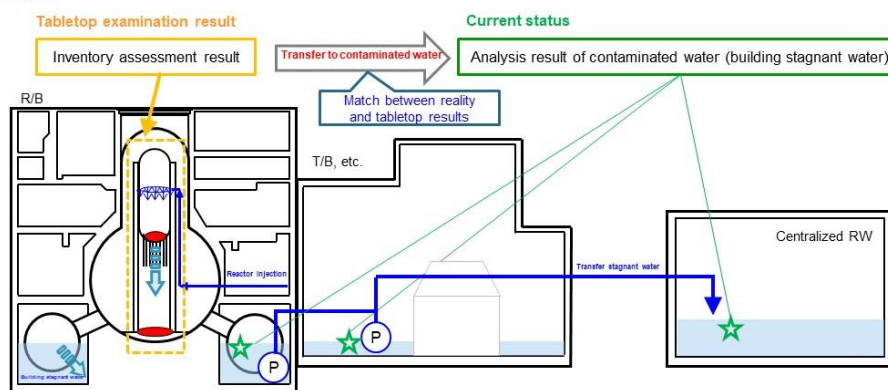 Tabletop examination result
Current status
Inventory assessment result
Transfer to contaminated water
Analysis result of contaminated water (building stagnant water)
Match between reality
and tabletop results
R/B
T/B, etc.
Centralized RW
Reactor Injection
Transfer stagnant water
P
P
Building stagnant water